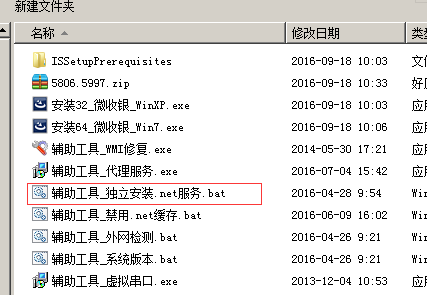 新建文件夹
名称 修改日期 类
ISSetupPrerequisites 2016-09-18 10:03 文
5806.5997.zip 2016-09-18 10:33 好
安装32_微收银_WinXP.exe 2016-09-18 10:03 应
安装64_微收银_Win7.exe 2016-09-18 10:06 应
辅助工具_WMI修复.exe 2014-05-30 17:21 应
辅助工具_代理服务.exe 2016-07-04 15:42 应
辅助工具_独立安装.net服务.bat 2016-04-28 9:54 Win
辅助工具_禁用.net缓存.bat 2016-06-09 16:02 Win
辅助工具_外网检测.bat 2016-04-26 9:21 Win
辅助工具_系统版本.bat 2016-04-26 9:21 Win
辅助工具_虚拟串口.exe 2013-12-04 10:53 应